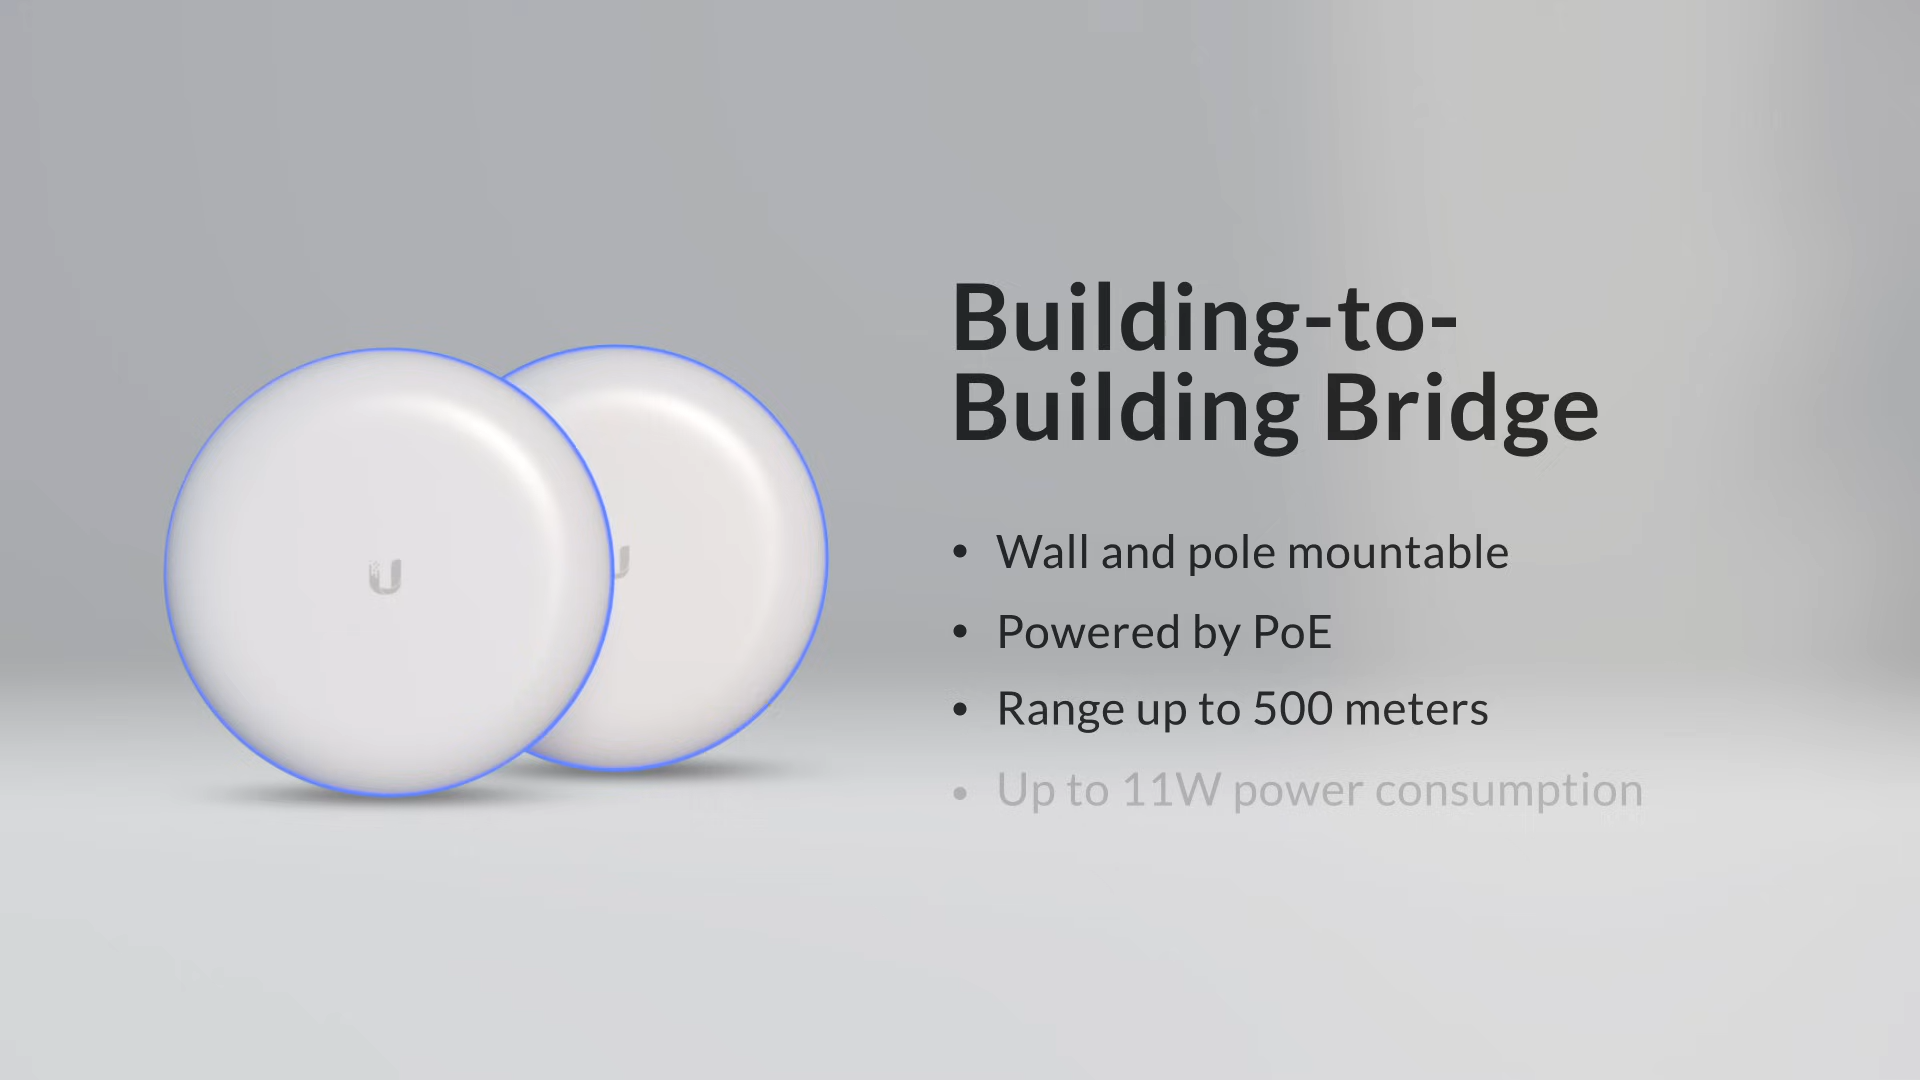 Building-to-
Building Bridge
• Wall and pole mountable
• Powered by PoE
• Range up to 500 meters
• Up to 11W power consumption